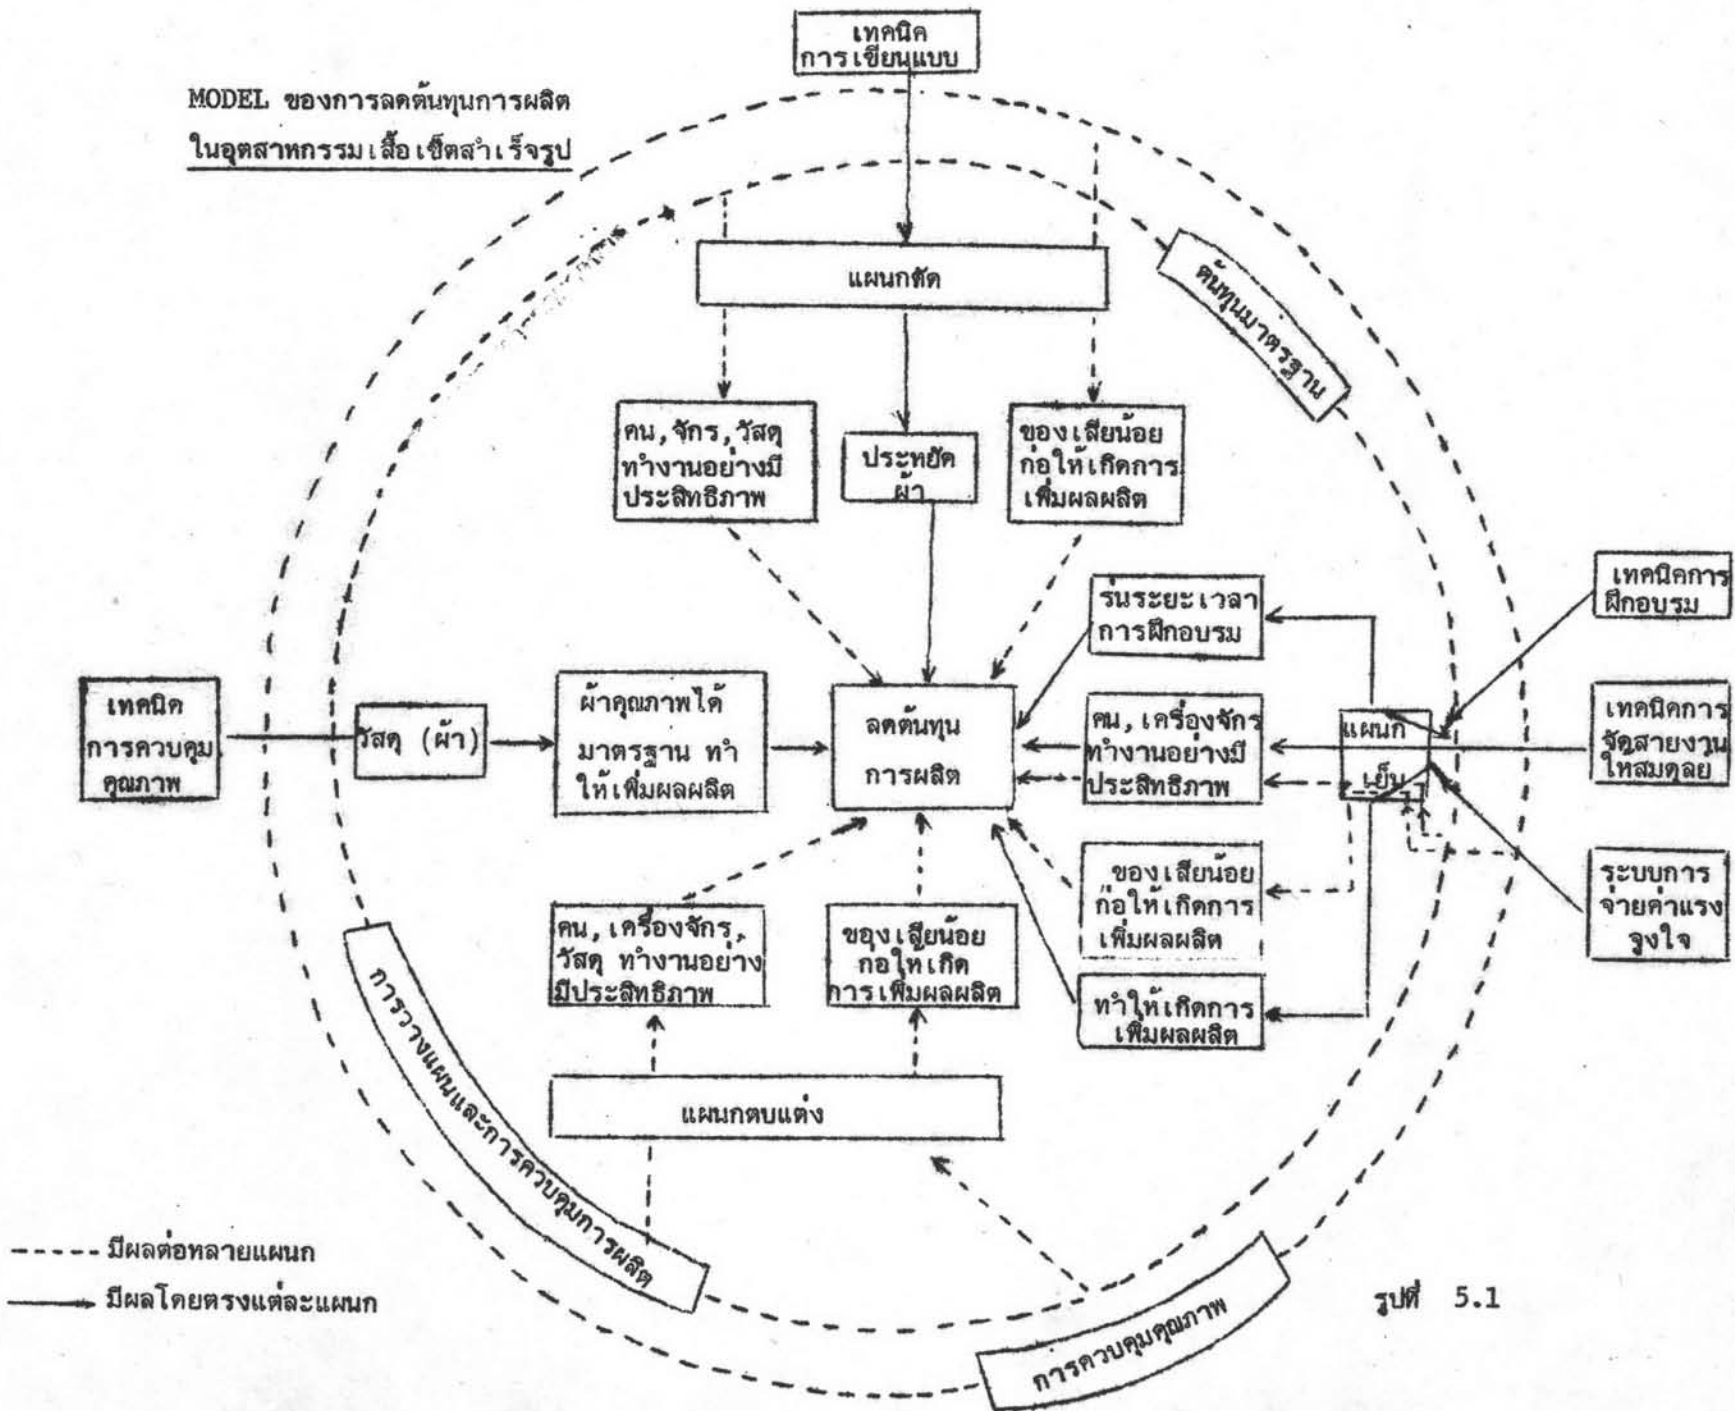 เทคนิค
การเขียนแบบ
MODEL ของการลดต้นทุนการผลิต
ในอุตสาหกรรมเสื้อเชิ้ตสำเร็จรูป
แผนกตัด
ต้นทุนมาตรฐาน
คน,จักร,วัสดุ
ทำงานอย่างมี
ประสิทธิภาพ
ประหยัด
ผ้า
ของเสียน้อย
ก่อให้เกิดการ
เพิ่มผลผลิต
เทคนิคการ
ฝึกอบรม
ร่นระยะเวลา
การฝึกอบรม
เทคนิค
การควบคุม
คุณภาพ
วัสดุ (ผ้า)
ผ้าคุณภาพได้
มาตรฐาน ทำ
ให้เพิ่มผลผลิต
ลดต้นทุน
การผลิต
คน,เครื่องจักร
ทำงานอย่างมี
ประสิทธิภาพ
แผนก
เย็บ
เทคนิคการ
จัดสายงาน
ให้สมดุลย์
ของเสียน้อย
ก่อให้เกิดการ
เพิ่มผลผลิต
ระบบการ
จ่ายค่าแรง
จูงใจ
คน,เครื่องจักร,
วัสดุ ทำงานอย่าง
มีประสิทธิภาพ
ของเสียน้อย
ก่อให้เกิด
การเพิ่มผลผลิต
ทำให้เกิดการ
เพิ่มผลผลิต
แผนกตบแต่ง
การวางแผนและการควบคุมการผลิต
การควบคุมคุณภาพ
มีผลต่อหลายแผนก
มีผลโดยตรงแต่ละแผนก
รูปที่ 5.1